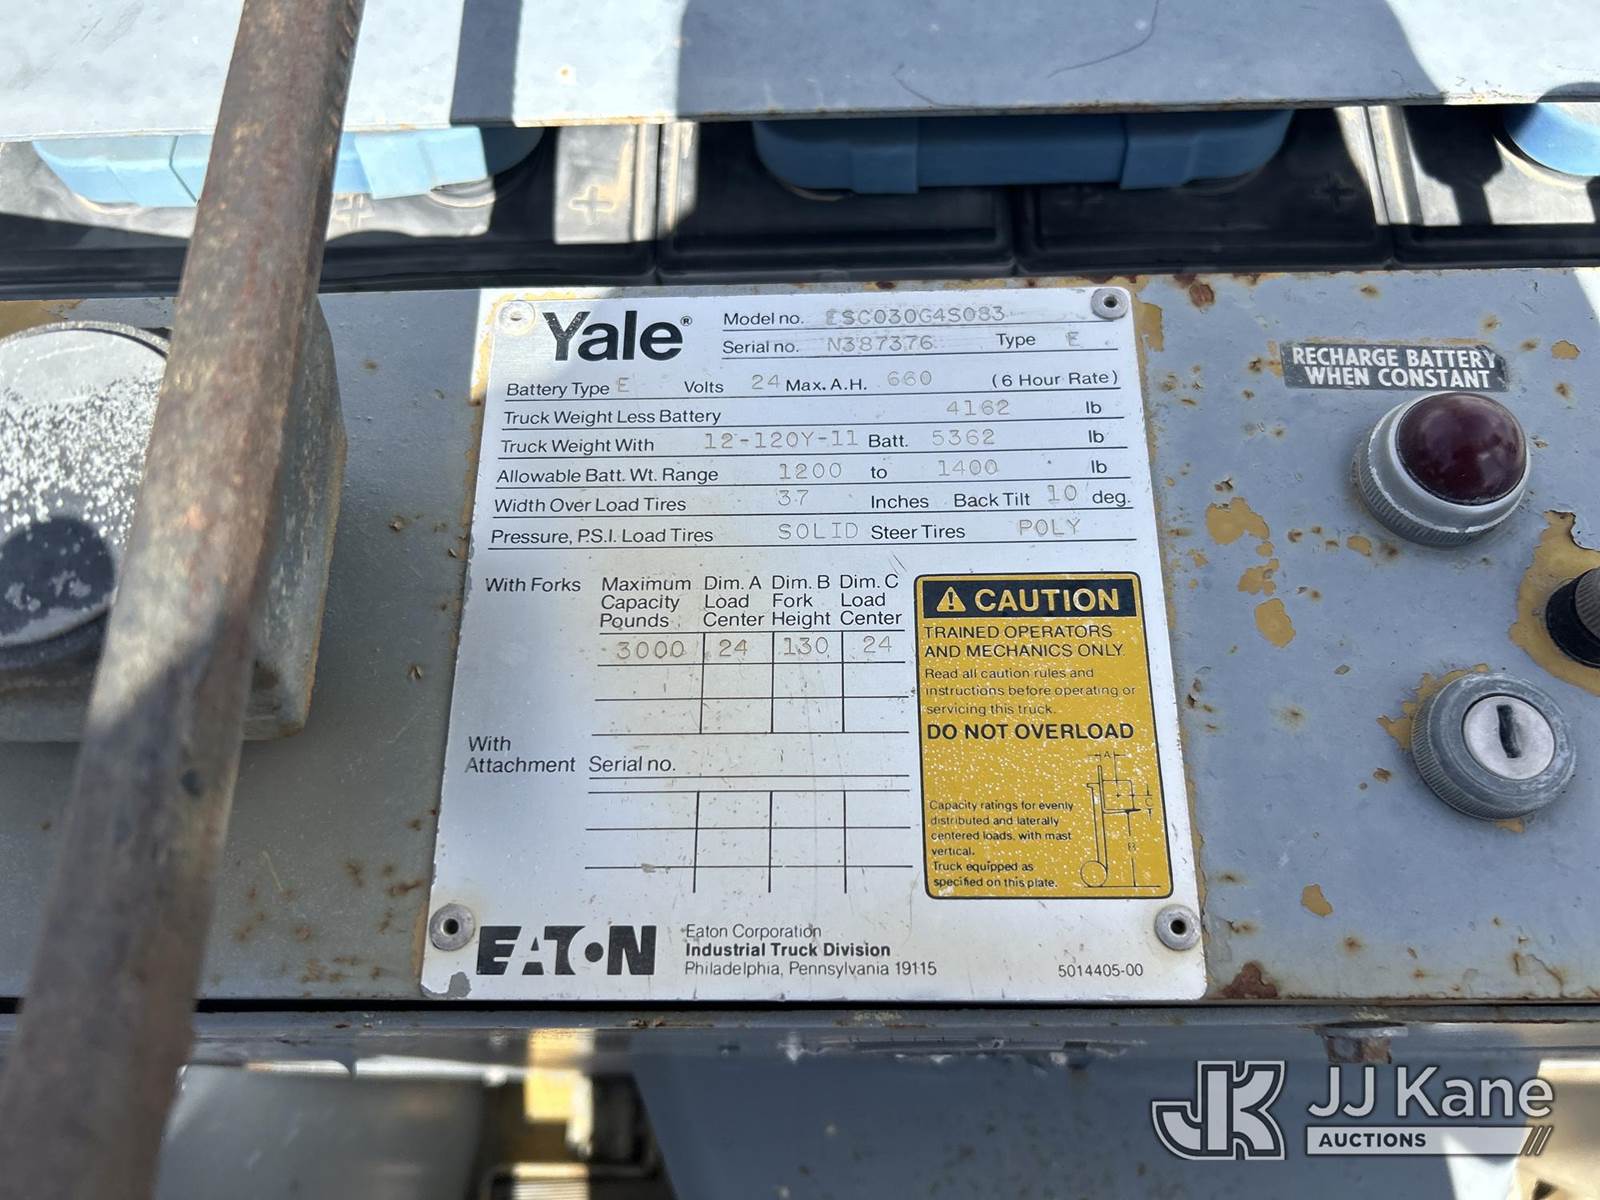 Yale®
Model no. ESC030G4S083
Serial no. N387376 Type E
Battery Type E Volts 24 Max. A.H. 660 (6 Hour Rate)
Truck Weight Less Battery 4162 lb
Truck Weight With 12-120Y-11 Batt. 5362 lb
Allowable Batt. Wt. Range 1200 to 1400 lb
Width Over Load Tires 37 Inches Back Tilt 10 deg.
Pressure, P.S.I. Load Tires SOLID Steer Tires POLY
With Forks Maximum Dim. A Dim. B Dim. C
Capacity Load Fork Load
Pounds Center Height Center
3000 24 130 24
With
Attachment Serial no.
CAUTION
TRAINED OPERATORS
AND MECHANICS ONLY
Read all caution rules and
instructions before operating or
servicing this truck.
DO NOT OVERLOAD
A
C
B
Capacity ratings for evenly
distributed and laterally
centered loads, with mast
vertical.
Truck equipped as
specified on this plate.
EATON
Eaton Corporation
Industrial Truck Division
Philadelphia, Pennsylvania 19115
5014405-00
RECHARGE BATTERY
WHEN CONSTANT
JK JJ Kane
AUCTIONS